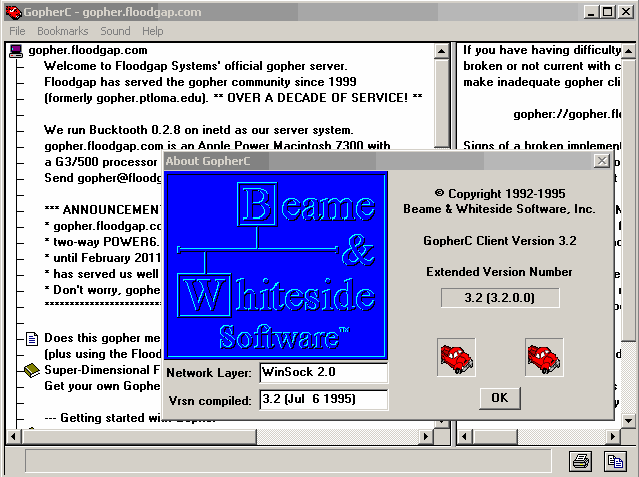 GopherC - gopher.floodgap.com
File Bookmarks Sound Help
gopher.floodgap.com
Welcome to Floodgap Systems' official gopher server.
Floodgap has served the gopher community since 1999
(formerly gopher.ptloma.edu). ** OVER A DECADE OF SERVICE! **
We run Bucktooth 0.2.8 on inetd as our server system.
gopher.floodgap.com is an Apple Power Macintosh 7300 with
a G3/500 processor
Send gopher@floodg
*** ANNOUNCEMENT
* gopher.floodgap.com
* two-way POWER6.
* until February 2011
* has served us well
* Don't worry, gophe
Does this gopher me
(plus using the Flood
Super-Dimensional F
Get your own Gophe
--- Getting started with
If you have having difficulty
broken or not current with c
make inadequate gopher cli
gopher://gopher.flo
Signs of a broken implemen
About GopherC
Beame
&
Whiteside
Software™
© Copyright 1992-1995
Beame & Whiteside Software, Inc.
GopherC Client Version 3.2
Extended Version Number
3.2 (3.2.0.0)
Network Layer: WinSock 2.0
Vrsn compiled: 3.2 (Jul 6 1995)
OK